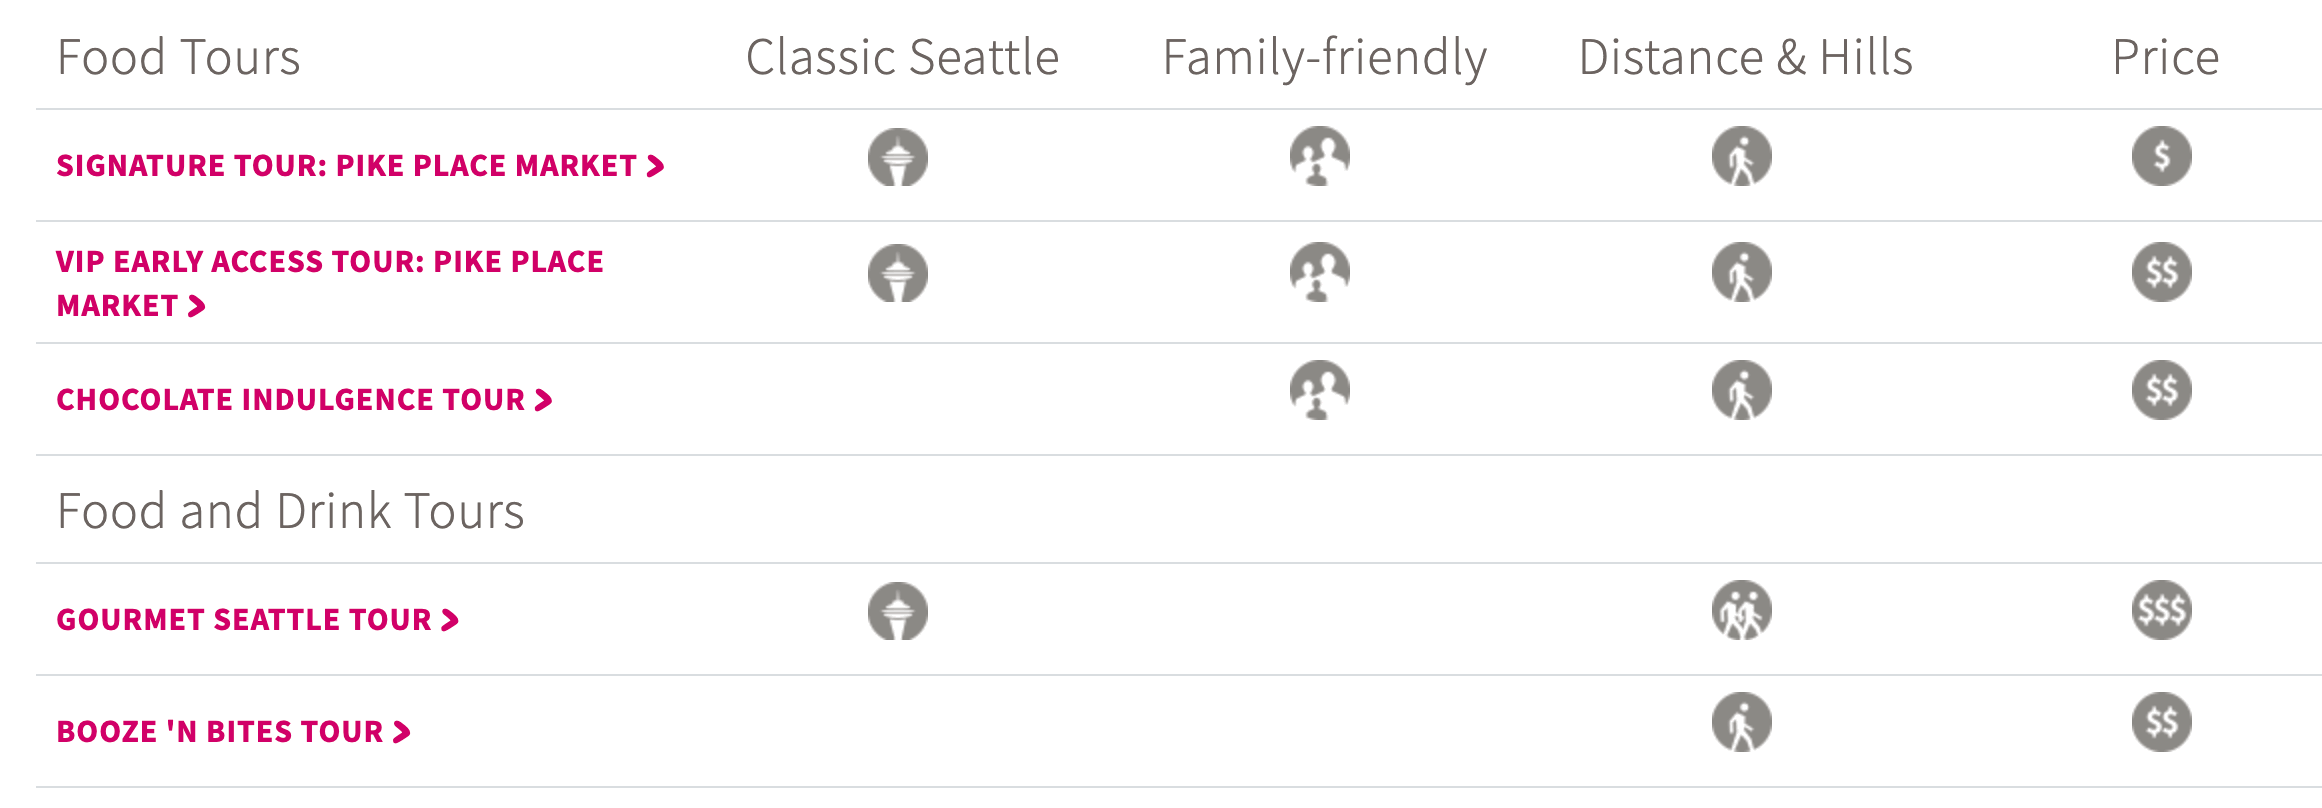 Food Tours Classic Seattle Family-friendly Distance & Hills Price
SIGNATURE TOUR: PIKE PLACE MARKET > $
VIP EARLY ACCESS TOUR: PIKE PLACE
MARKET > $$
CHOCOLATE INDULGENCE TOUR > $$
Food and Drink Tours
GOURMET SEATTLE TOUR > $$$
BOOZE 'N BITES TOUR > $$